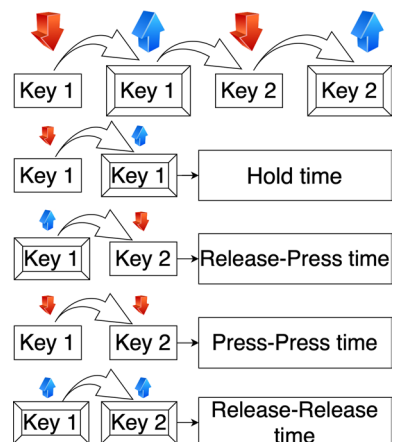 Key 1 Key 1 Key 2 Key 2
Key 1 Key 1 Hold time
Key 1 Key 2 Release-Press time
Key 1 Key 2 Press-Press time
Key 1 Key 2 Release-Release
time